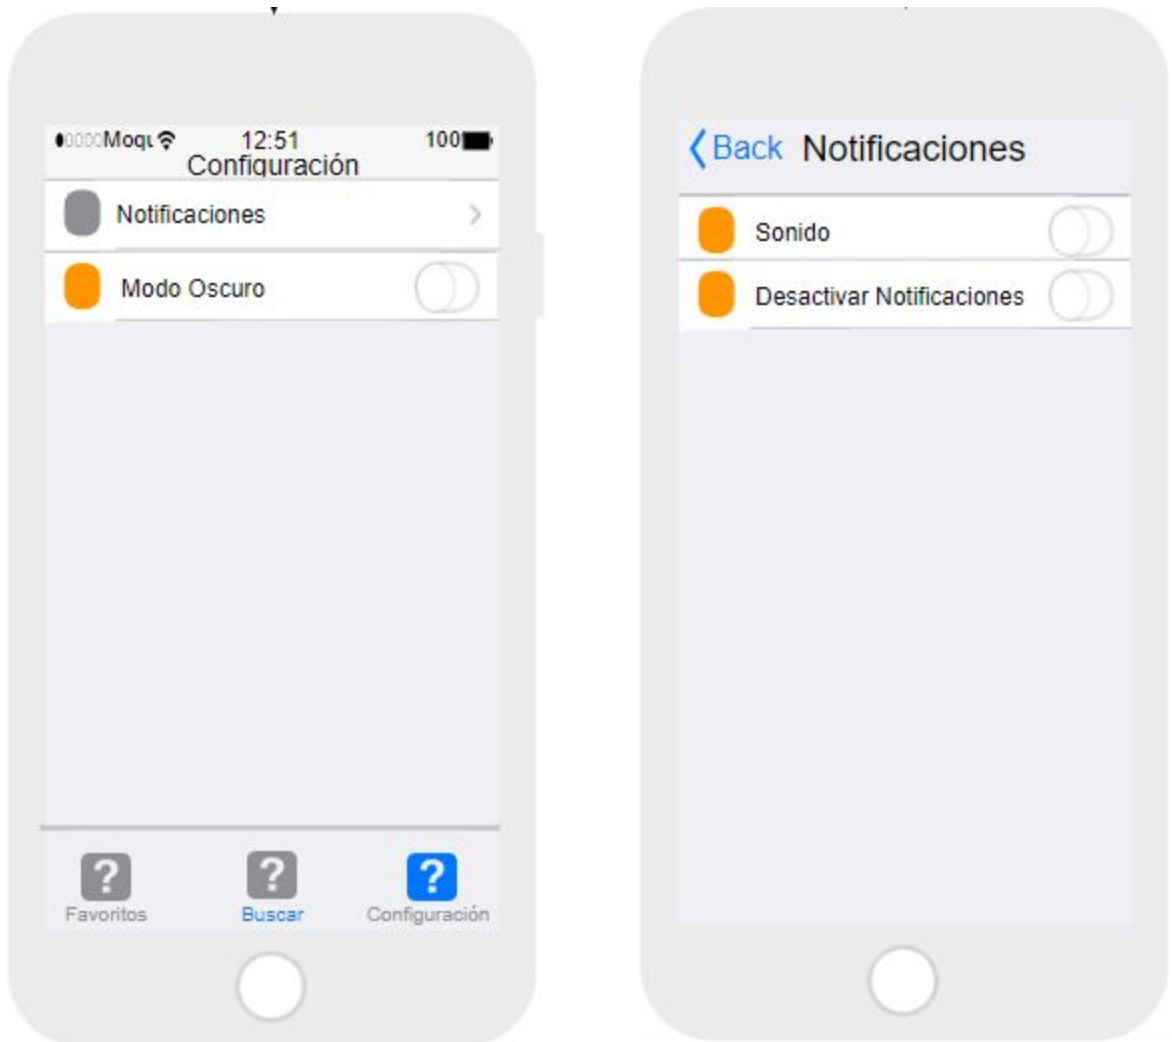 Moqu 12:51 100
Configuración
Notificaciones
Modo Oscuro
? ? ?
Favoritos Buscar Configuración
Back Notificaciones
Sonido
Desactivar Notificaciones